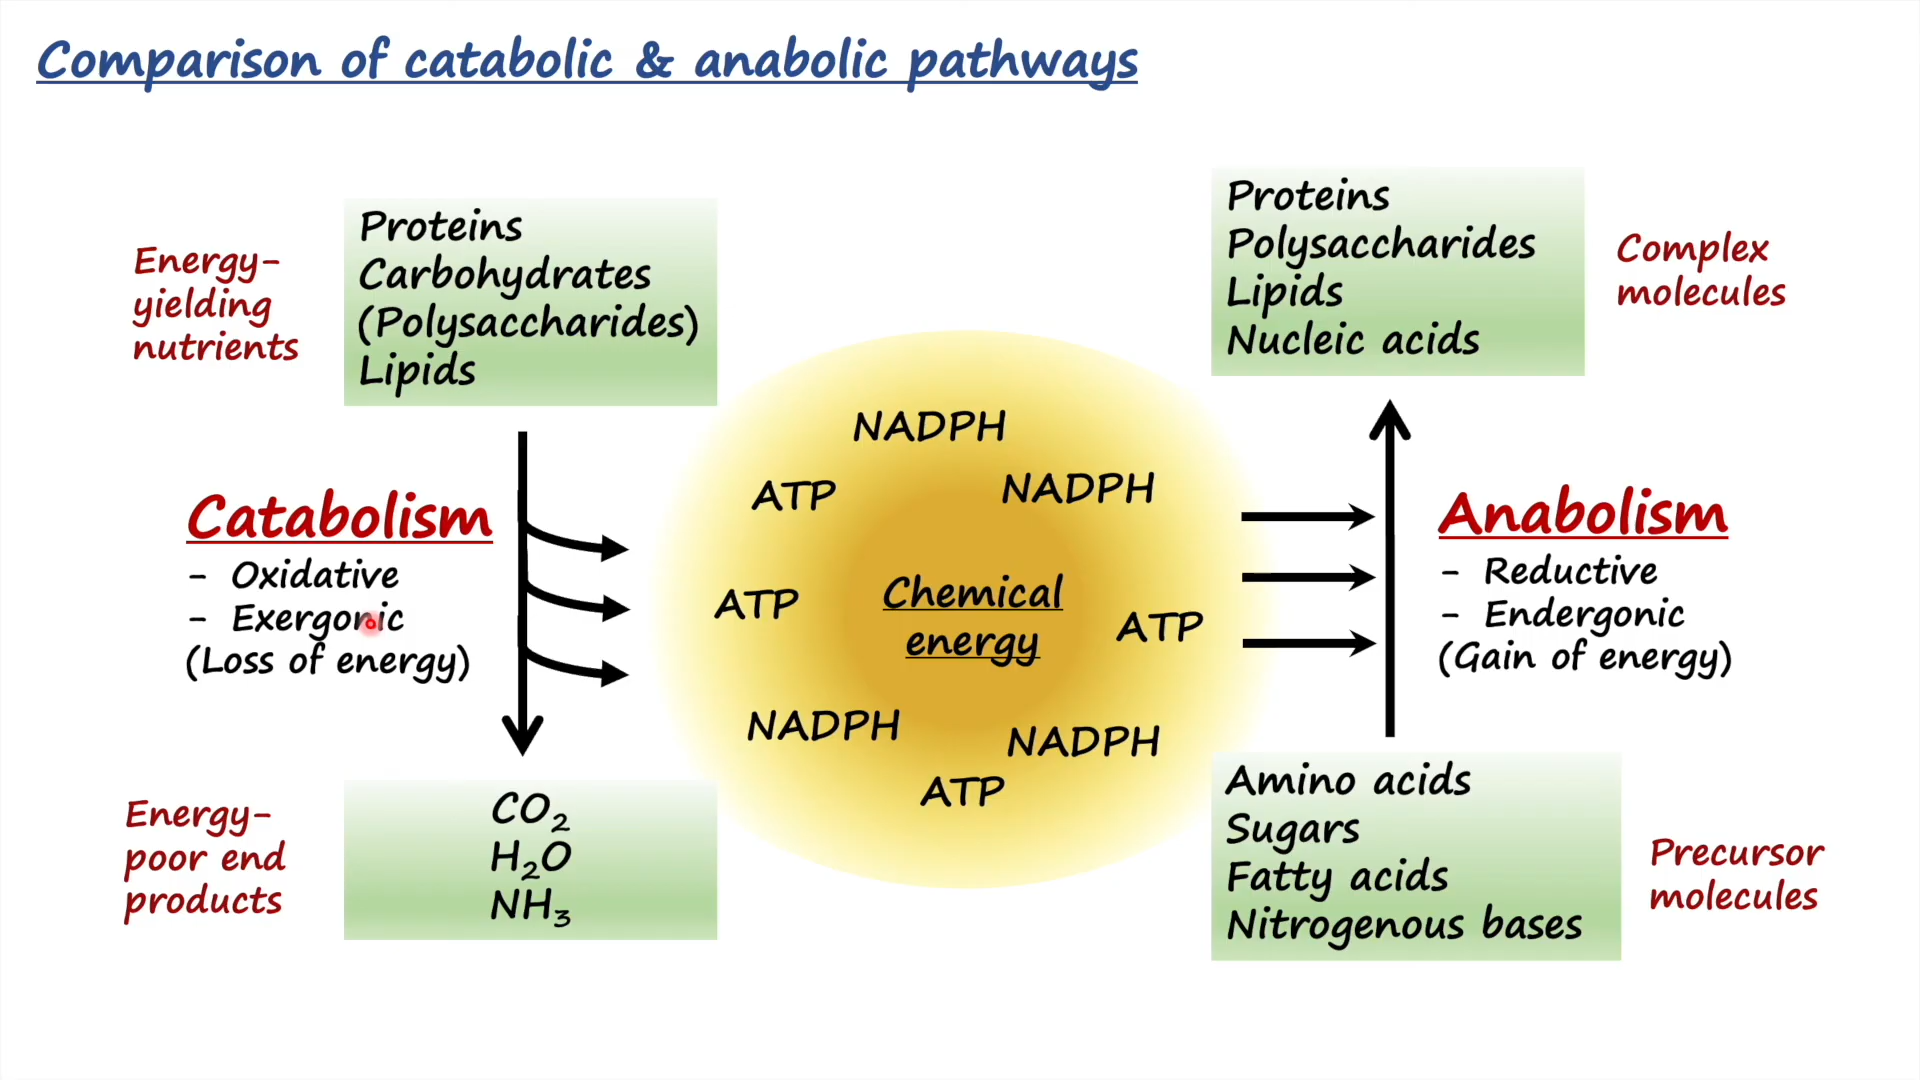 Comparison of catabolic & anabolic pathways
Energy-
yielding
nutrients
Proteins
Carbohydrates
(Polysaccharides)
Lipids
Catabolism
- Oxidative
- Exergonic
(Loss of energy)
Energy-
poor end
products
CO₂
H₂O
NH₃
NADPH
ATP
NADPH
ATP
Chemical
energy
ATP
NADPH
NADPH
ATP
Proteins
Polysaccharides
Lipids
Nucleic acids
Complex
molecules
Anabolism
- Reductive
- Endergonic
(Gain of energy)
Amino acids
Sugars
Fatty acids
Nitrogenous bases
Precursor
molecules